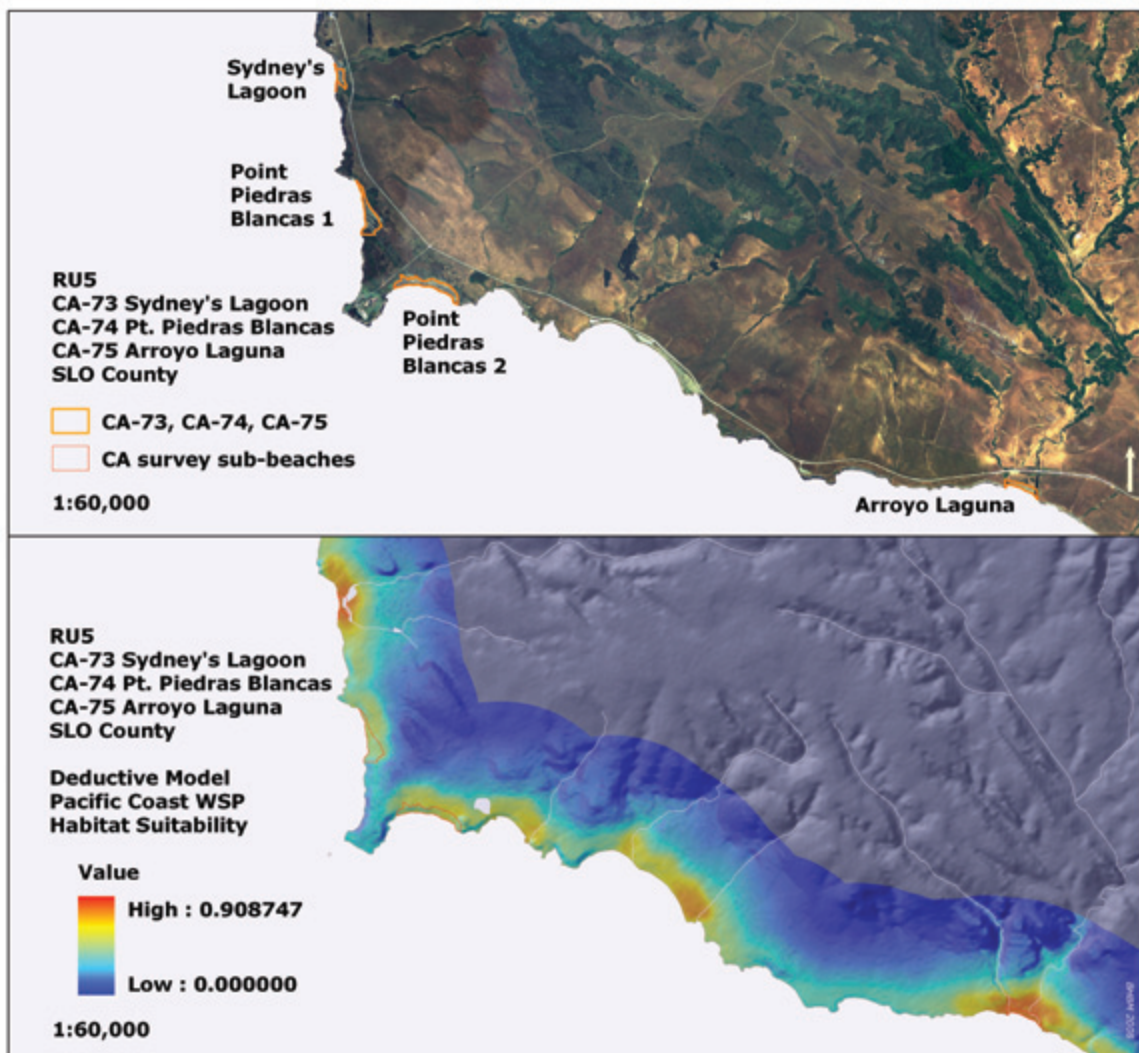 Sydney's
Lagoon
Point
Piedras
Blancas 1
RU5
CA-73 Sydney's Lagoon
CA-74 Pt. Piedras Blancas
CA-75 Arroyo Laguna
SLO County
Point
Piedras
Blancas 2
CA-73, CA-74, CA-75
CA survey sub-beaches
1:60,000
Arroyo Laguna
RU5
CA-73 Sydney's Lagoon
CA-74 Pt. Piedras Blancas
CA-75 Arroyo Laguna
SLO County
Deductive Model
Pacific Coast WSP
Habitat Suitability
Value
High : 0.908747
Low : 0.000000
1:60,000